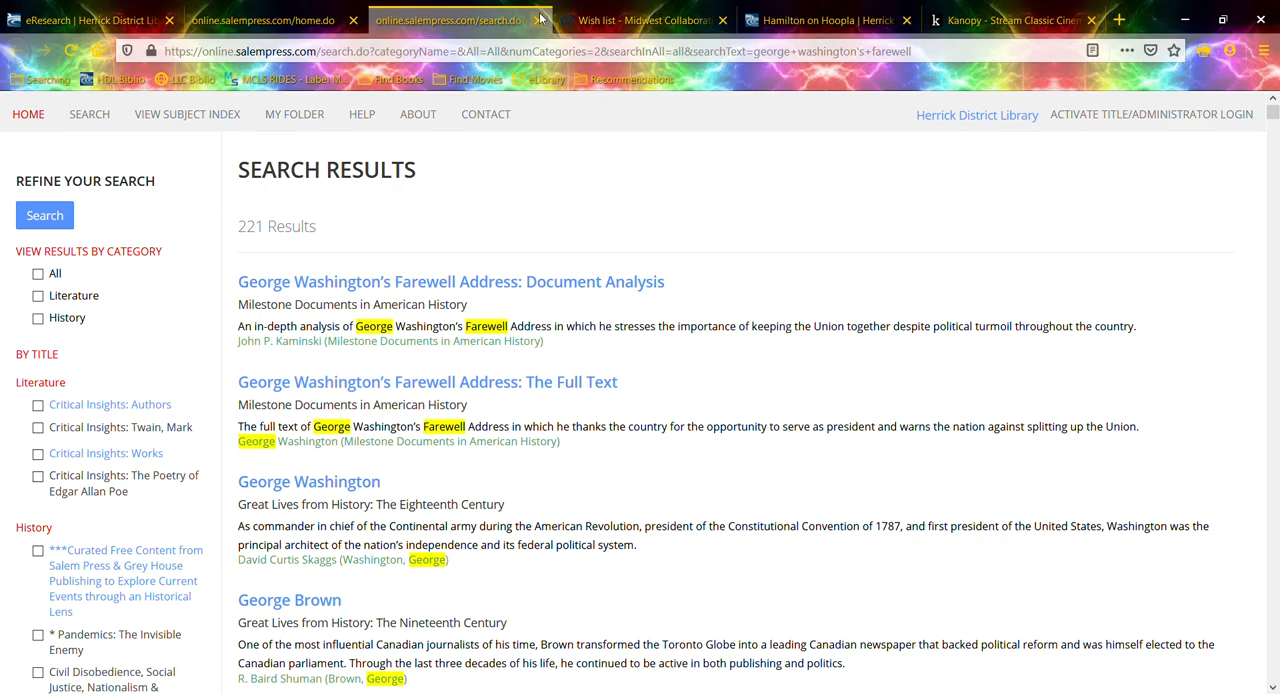 eResearch | Herrick District Lib
online.salempress.com/home.do
online.salempress.com/search.do
Wish list - Midwest Collaborat
Hamilton on Hoopla | Herrick
Kanopy - Stream Classic Cinem
https://online.salempress.com/search.do?categoryName=&All=All&numCategories=2&searchInAll=all&searchText=george+washington's+farewell
Searching
HDL Biblio
LLC Biblio
MCLS RIDES - Label M...
Find Books
Find Movies
eLibrary
Recommendations
HOME
SEARCH
VIEW SUBJECT INDEX
MY FOLDER
HELP
ABOUT
CONTACT
Herrick District Library
ACTIVATE TITLE/ADMINISTRATOR LOGIN
REFINE YOUR SEARCH
Search
VIEW RESULTS BY CATEGORY
All
Literature
History
BY TITLE
Literature
Critical Insights: Authors
Critical Insights: Twain, Mark
Critical Insights: Works
Critical Insights: The Poetry of
Edgar Allan Poe
History
***Curated Free Content from
Salem Press & Grey House
Publishing to Explore Current
Events through an Historical
Lens
* Pandemics: The Invisible
Enemy
Civil Disobedience, Social
Justice, Nationalism &
SEARCH RESULTS
221 Results
George Washington’s Farewell Address: Document Analysis
Milestone Documents in American History
An in-depth analysis of George Washington’s Farewell Address in which he stresses the importance of keeping the Union together despite political turmoil throughout the country.
John P. Kaminski (Milestone Documents in American History)
George Washington’s Farewell Address: The Full Text
Milestone Documents in American History
The full text of George Washington’s Farewell Address in which he thanks the country for the opportunity to serve as president and warns the nation against splitting up the Union.
George Washington (Milestone Documents in American History)
George Washington
Great Lives from History: The Eighteenth Century
As commander in chief of the Continental army during the American Revolution, president of the Constitutional Convention of 1787, and first president of the United States, Washington was the
principal architect of the nation’s independence and its federal political system.
David Curtis Skaggs (Washington, George)
George Brown
Great Lives from History: The Nineteenth Century
One of the most influential Canadian journalists of his time, Brown transformed the Toronto Globe into a leading Canadian newspaper that backed political reform and was himself elected to the
Canadian parliament. Through the last three decades of his life, he continued to be active in both publishing and politics.
R. Baird Shuman (Brown, George)